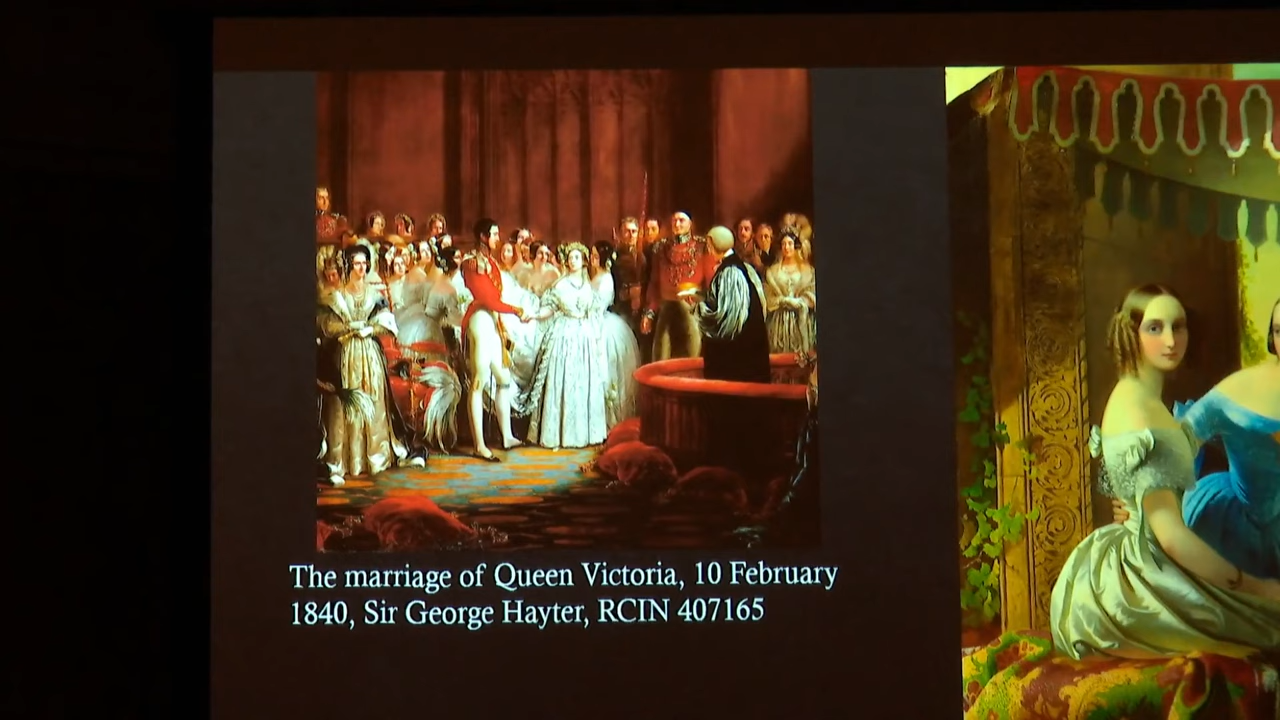 The marriage of Queen Victoria, 10 February
1840, Sir George Hayter, RCIN 407165